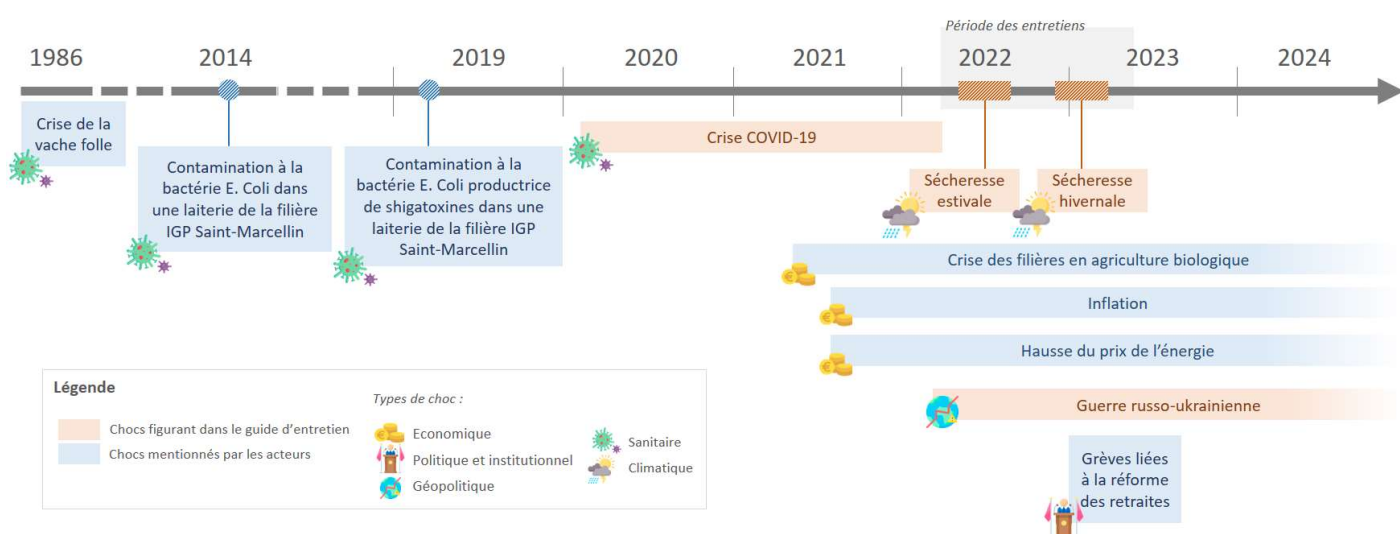 Période des entretiens
1986
2014
2019
2020
2021
2022
2023
2024
Crise de la
vache folle
Contamination à la
bactérie E. Coli dans
une laiterie de la filière
IGP Saint-Marcellin
Contamination à la
bactérie E. Coli productrice
de shigatoxines dans une
laiterie de la filière IGP
Saint-Marcellin
Crise COVID-19
Sécheresse
estivale
Sécheresse
hivernale
Crise des filières en agriculture biologique
Inflation
Hausse du prix de l’énergie
Guerre russo-ukrainienne
Grèves liées
à la réforme
des retraites
Légende
Chocs figurant dans le guide d’entretien
Chocs mentionnés par les acteurs
Types de choc :
Economique
Politique et institutionnel
Géopolitique
Sanitaire
Climatique